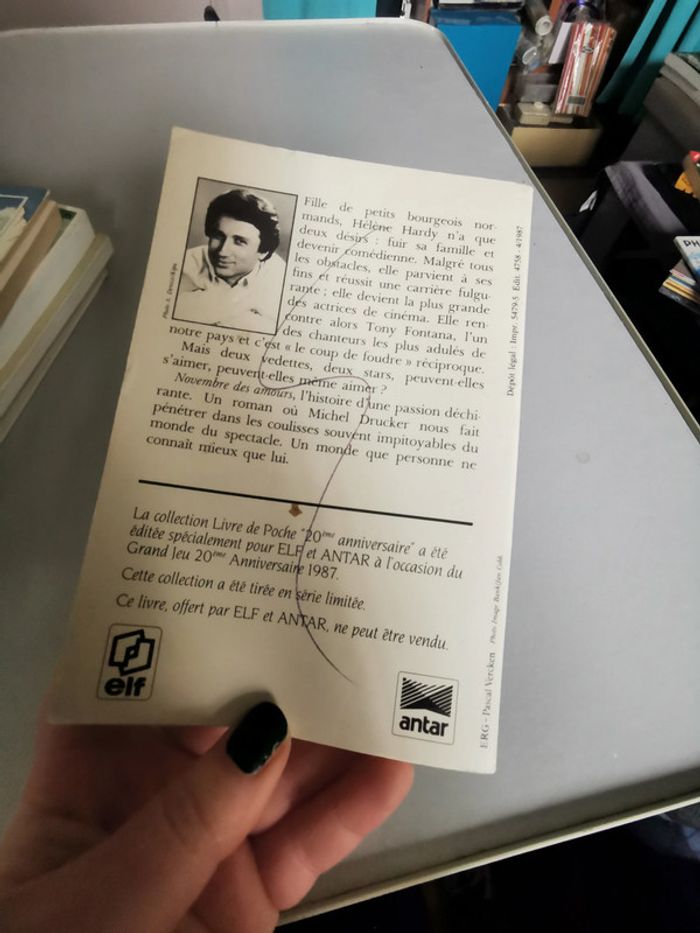 Fille de petits bourgeois nor-
mands, Hélène Hardy n'a que
deux désirs : fuir sa famille et
devenir comédienne. Malgré tous
les obstacles, elle parvient à ses
fins et réussit une carrière fulgu-
rante ; elle devient la plus grande
des actrices de cinéma. Elle ren-
contre alors Tony Fontana, l'un
des chanteurs les plus adulés de
notre pays et c'est « le coup de foudre » réciproque.
Mais deux vedettes, deux stars, peuvent-elles
s'aimer, peuvent-elles même aimer ?
Novembre des amours, l'histoire d'une passion déchi-
rante. Un roman où Michel Drucker nous fait
pénétrer dans les coulisses souvent impitoyables du
monde du spectacle. Un monde que personne ne
connaît mieux que lui.
La collection Livre de Poche "20ème anniversaire" a été
éditée spécialement pour ELF et ANTAR à l'occasion du
Grand Jeu 20ème Anniversaire 1987.
Cette collection a été tirée en série limitée.
Ce livre, offert par ELF et ANTAR, ne peut être vendu.
elf
antar
Dépôt légal : Impr. 5479-5 Edit. 4758 4/1987
E.R.G - Pascal Vercken Photo Image Bank/Jen Cold.
PH